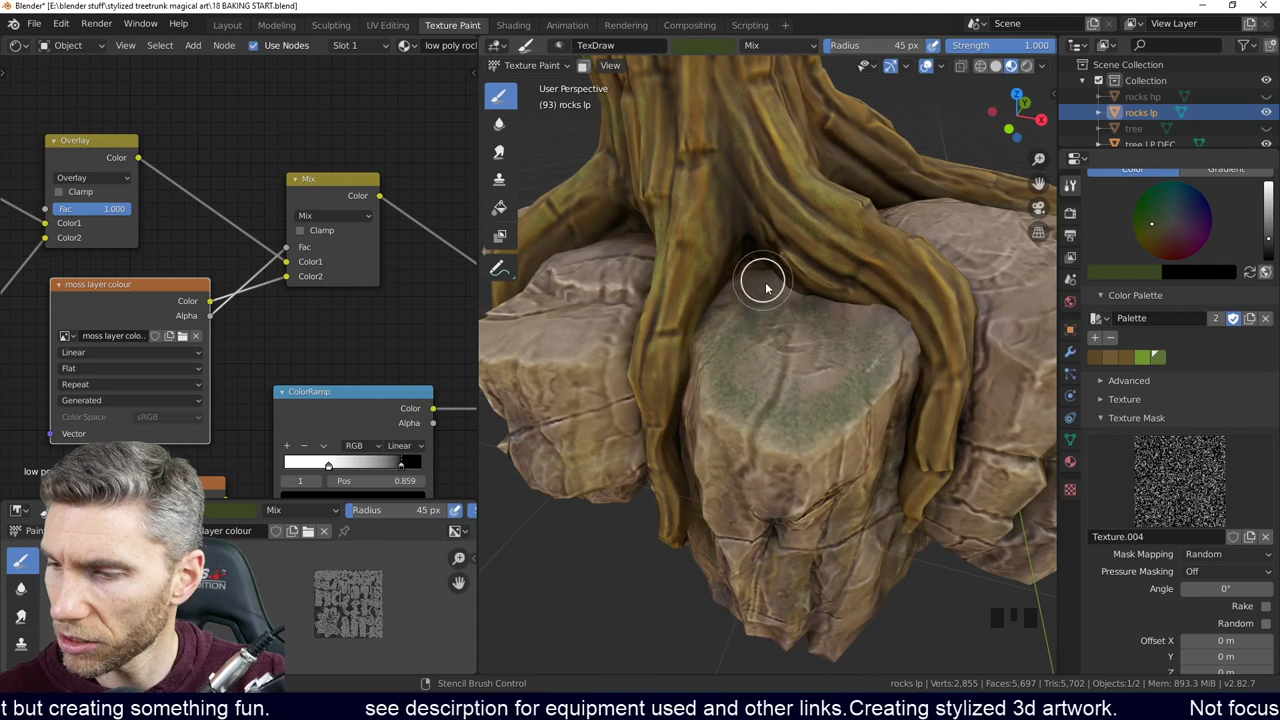 Blender* [E:\blender stuff\stylized treetrunk magical art\18 BAKING START.blend]
File Edit Render Window Help Layout Modeling Sculpting UV Editing Texture Paint Shading Animation Rendering Compositing Scripting Scene View Layer
Object View Select Add Node Use Nodes Slot 1 low poly rock
TexDraw Mix Radius 45 px Strength 1.000
Texture Paint View
User Perspective
(93) rocks lp
Z
Y
X
Scene Collection
Collection
rocks hp
rocks lp
tree
tree LP DEC
Color Gradient
Color Palette
Palette 2
Advanced
Texture
Texture Mask
Texture.004
Mask Mapping Random
Pressure Masking Off
Angle 0°
Rake
Random
Offset X 0 m
Y 0 m
Z
Overlay
Color
Overlay
Clamp
Fac 1.000
Color1
Color2
Mix
Color
Mix
Clamp
Fac
Color1
Color2
moss layer colour
Color
Alpha
moss layer colo..
Linear
Flat
Repeat
Generated
Color Space sRGB
Vector
ColorRamp
Color
Alpha
RGB Linear
1 Pos 0.859
low po
Mix Radius 45 px
Pain layer colour
Stencil Brush Control
rocks lp | Verts:2,855 | Faces:5,697 | Tris:5,702 | Objects:1/2 | Mem: 893.3 MiB | v2.82.7
t but creating something fun. see descirption for equipment used and other links.Creating stylized 3d artwork. Not focus